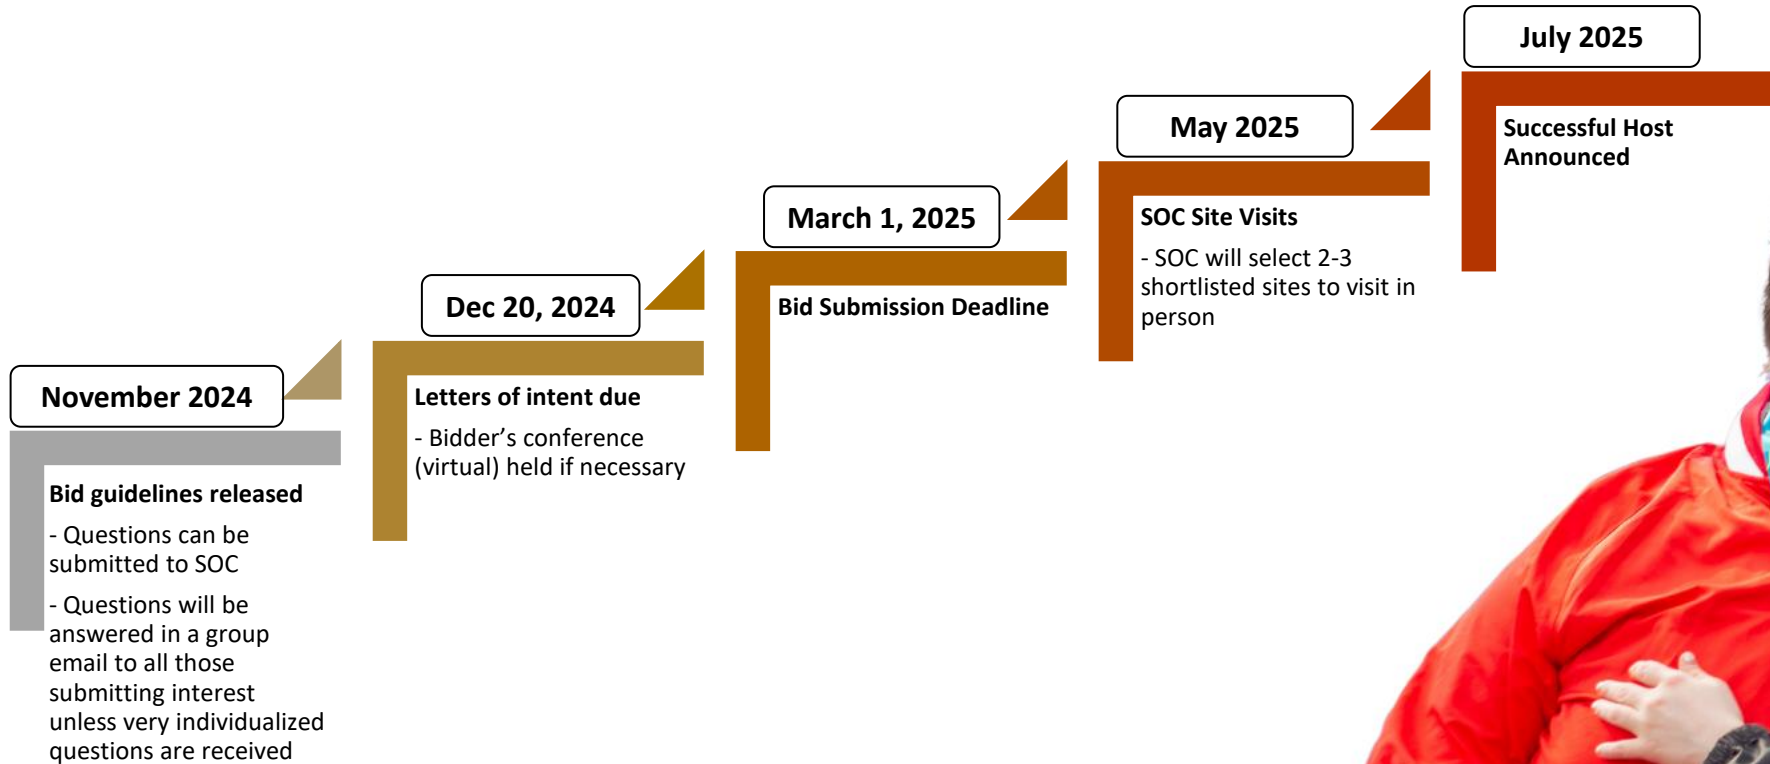 November 2024
Bid guidelines released
- Questions can be
submitted to SOC
- Questions will be
answered in a group
email to all those
submitting interest
unless very individualized
questions are received
Dec 20, 2024
Letters of intent due
- Bidder’s conference
(virtual) held if necessary
March 1, 2025
Bid Submission Deadline
May 2025
SOC Site Visits
- SOC will select 2-3
shortlisted sites to visit in
person
July 2025
Successful Host
Announced